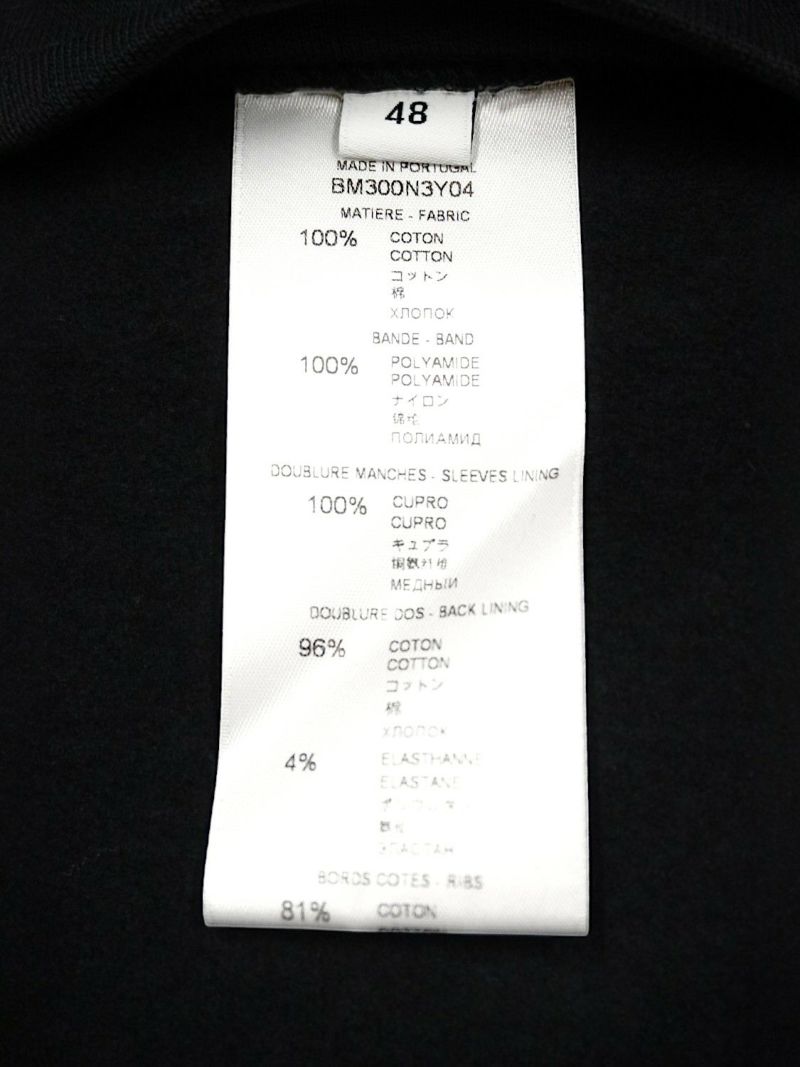 48
MADE IN PORTUGAL
BM300N3Y04
MATIERE - FABRIC
100% COTON
COTTON
コットン
棉
ХЛОПОК
BANDE - BAND
100% POLYAMIDE
POLYAMIDE
ナイロン
ПОЛИАМИД
DOUBLURE MANCHES - SLEEVES LINING
100% CUPRO
CUPRO
キュプラ
МЕДНЫЙ
DOUBLURE DOS - BACK LINING
96% COTON
COTTON
コットン
棉
ХЛОПОК
4% ELASTHANNE
ELASTANE
ЭЛАСТАН
BORDS COTES - RIBS
81% COTON
COTTON